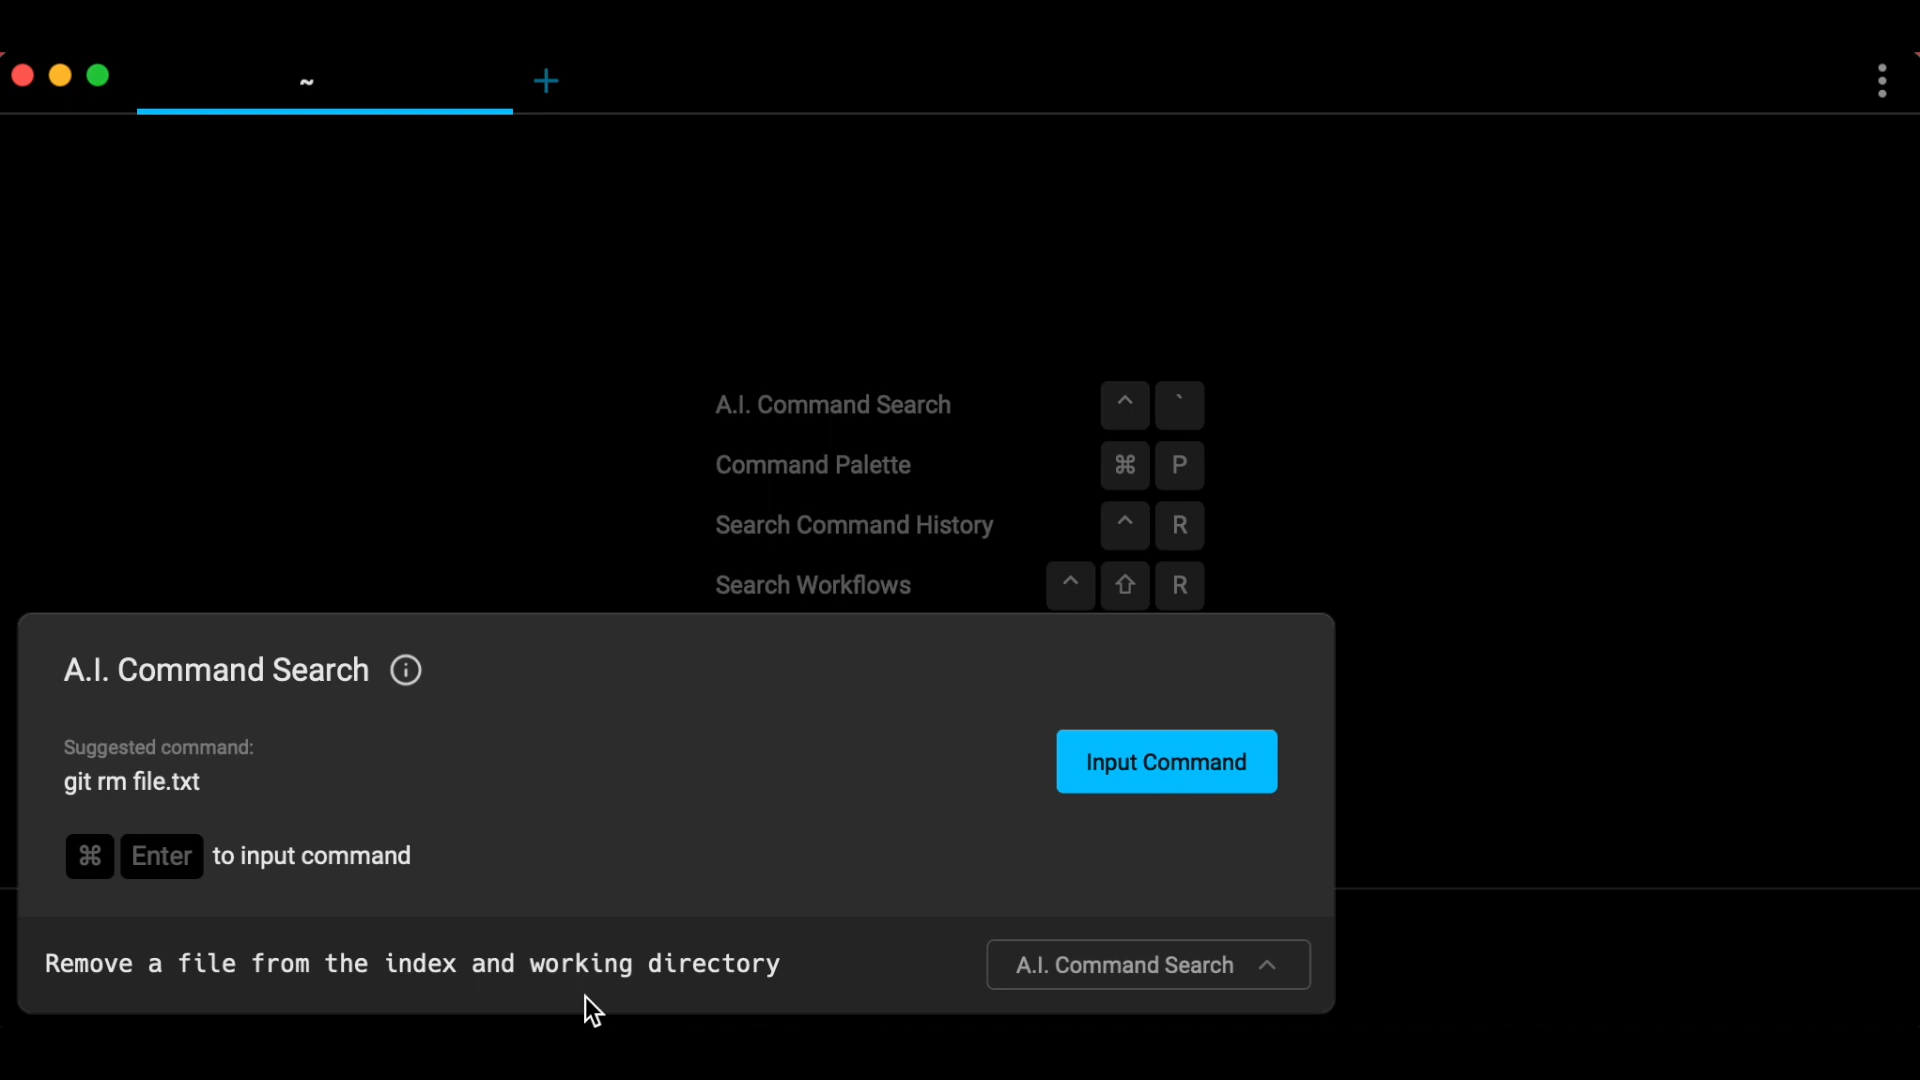 ~ +
A.I. Command Search ^ `
Command Palette ⌘ P
Search Command History ^ R
Search Workflows ^ ⇧ R
A.I. Command Search
Suggested command:
git rm file.txt
Input Command
⌘ Enter to input command
Remove a file from the index and working directory
A.I. Command Search